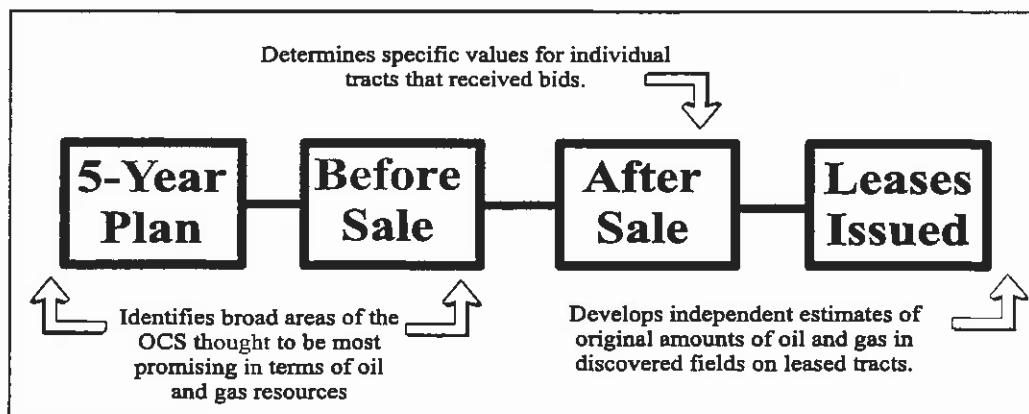 Determines specific values for individual
tracts that received bids.
5-Year
Plan
Before
Sale
After
Sale
Leases
Issued
Identifies broad areas of the
OCS thought to be most
promising in terms of oil
and gas resources
Develops independent estimates of
original amounts of oil and gas in
discovered fields on leased tracts.